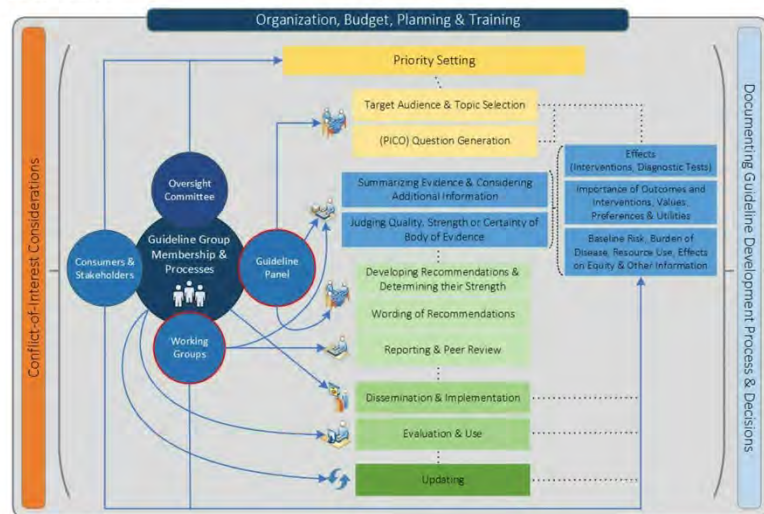 Organization, Budget, Planning & Training
Conflict-of-Interest Considerations
Documenting Guideline Development Process & Decisions
Priority Setting
Target Audience & Topic Selection
(PICO) Question Generation
Oversight
Committee
Guideline Group
Membership &
Processes
Consumers &
Stakeholders
Guideline
Panel
Working
Groups
Summarizing Evidence & Considering
Additional Information
Judging Quality, Strength or Certainty of
Body of Evidence
Effects
(Interventions, Diagnostic Tests)
Importance of Outcomes and
Interventions, Values,
Preferences & Utilities
Baseline Risk, Burden of
Disease, Resource Use, Effects
on Equity & Other Information
Developing Recommendations &
Determining their Strength
Wording of Recommendations
Reporting & Peer Review
Dissemination & Implementation
Evaluation & Use
Updating